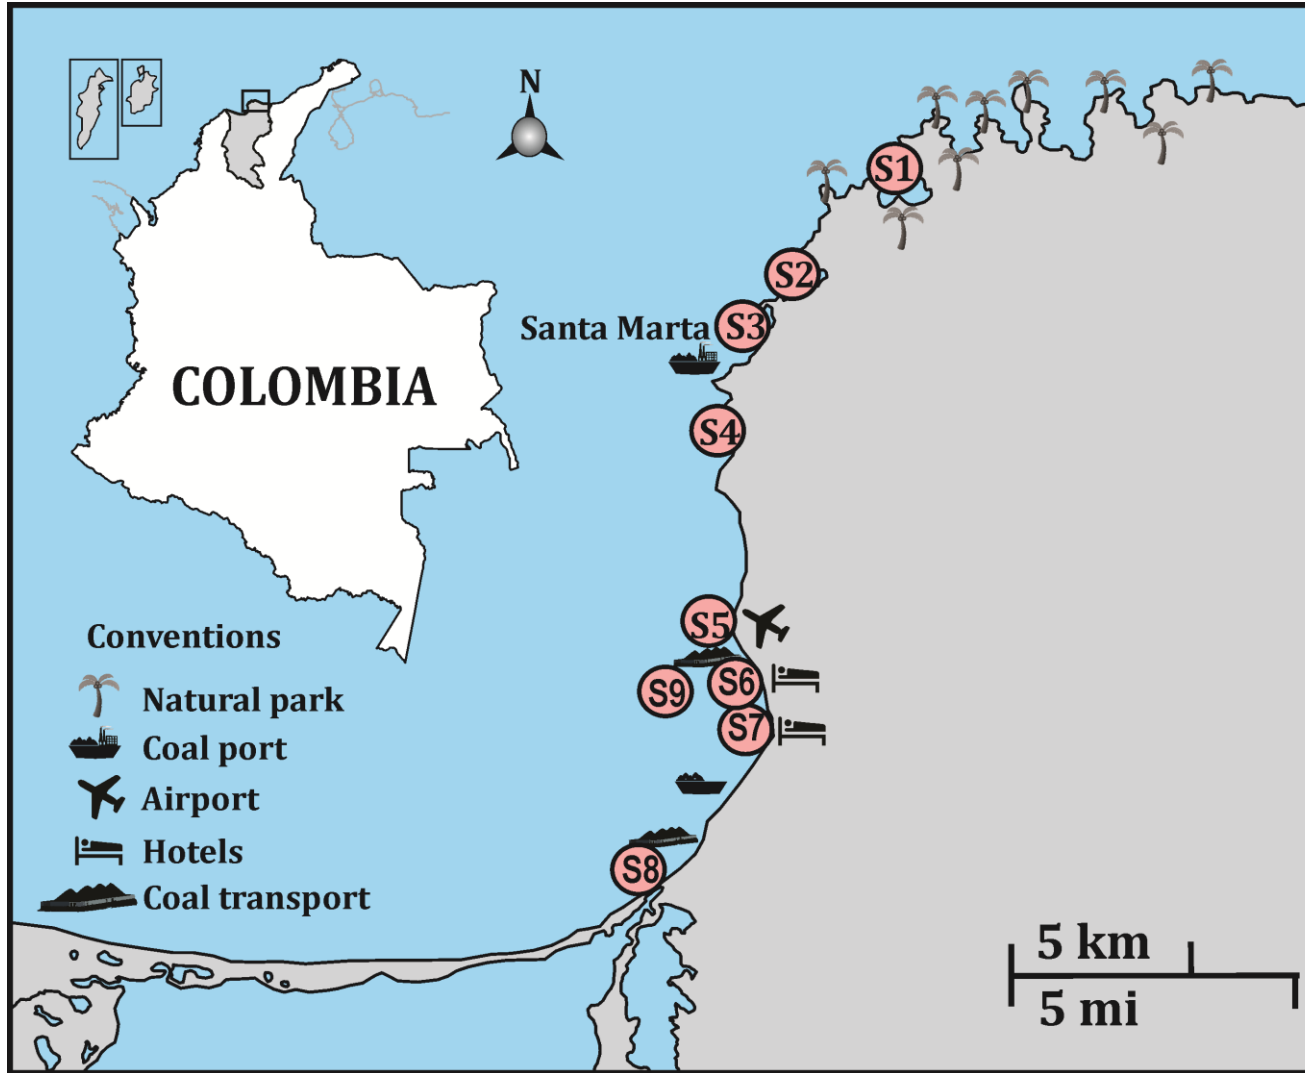 N
S1
S2
Santa Marta S3
COLOMBIA
S4
S5
Conventions
S6
S9
Natural park
S7
Coal port
Airport
Hotels
S8
Coal transport
5 km
5 mi